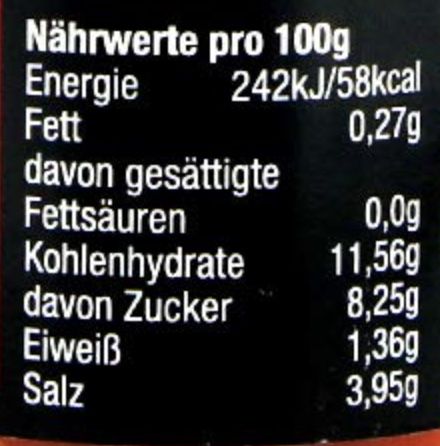 Nährwerte pro 100g
Energie 242kJ/58kcal
Fett 0,27g
davon gesättigte
Fettsäuren 0,0g
Kohlenhydrate 11,56g
davon Zucker 8,25g
Eiweiß 1,36g
Salz 3,95g